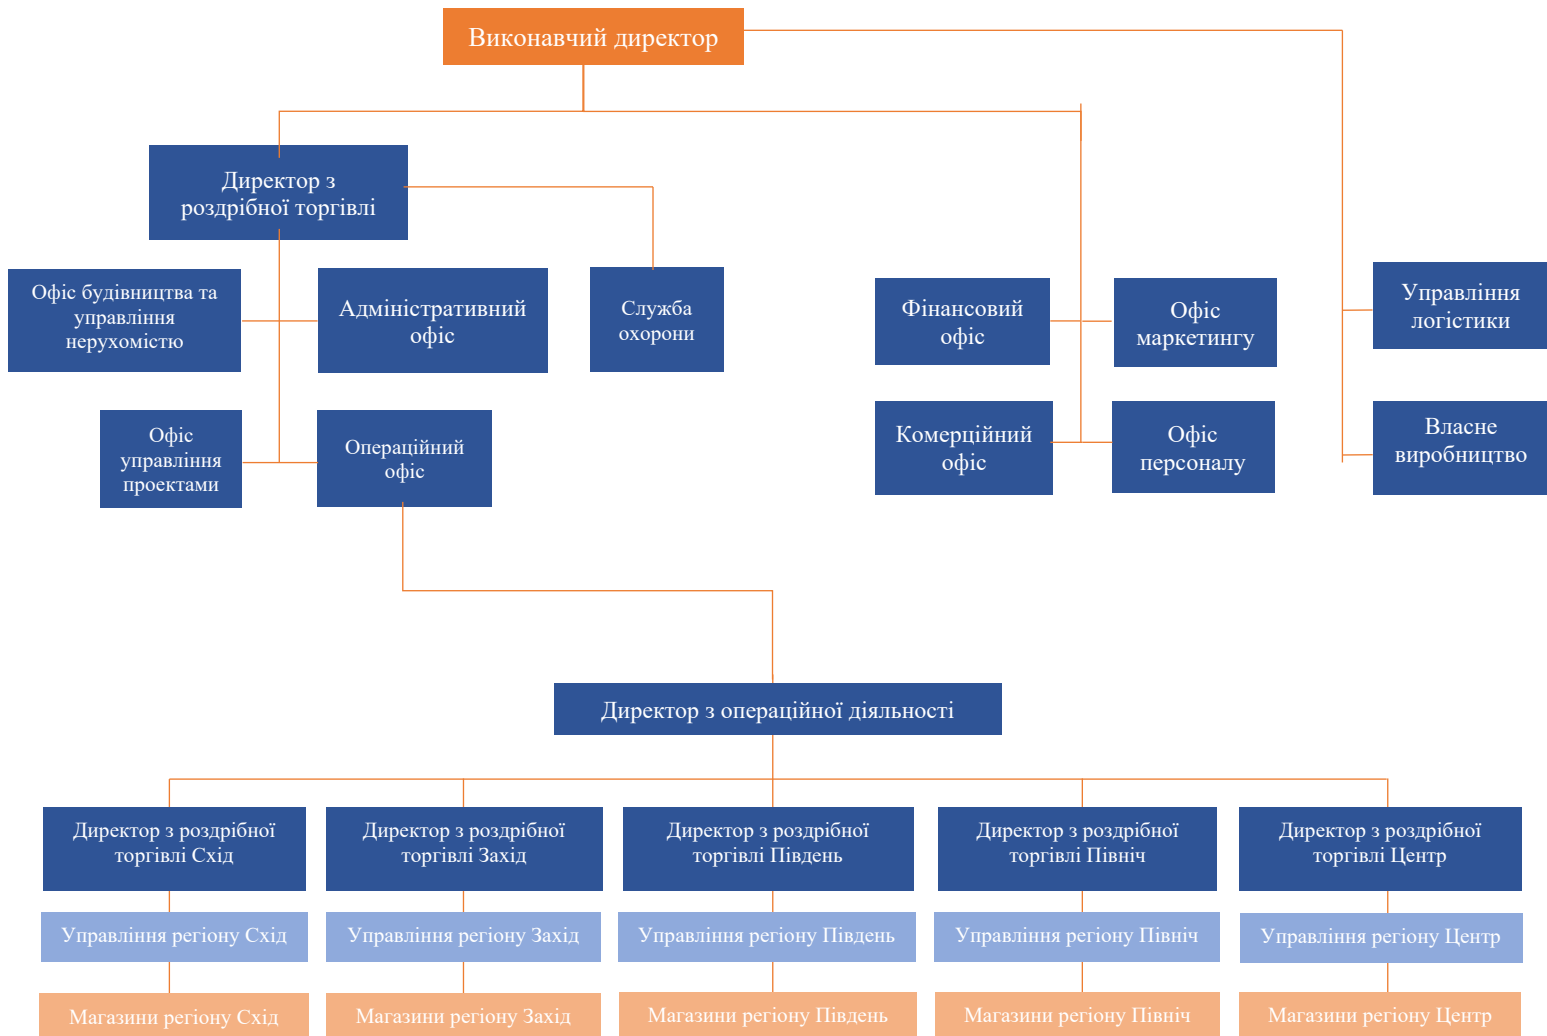 Виконавчий директор
Директор з
роздрібної торгівлі
Офіс будівництва та
управління
нерухомістю
Адміністративний
офіс
Служба
охорони
Фінансовий
офіс
Офіс
маркетингу
Управління
логістики
Офіс
управління
проектами
Операційний
офіс
Комерційний
офіс
Офіс
персоналу
Власне
виробництво
Директор з операційної діяльності
Директор з роздрібної
торгівлі Схід
Директор з роздрібної
торгівлі Захід
Директор з роздрібної
торгівлі Південь
Директор з роздрібної
торгівлі Північ
Директор з роздрібної
торгівлі Центр
Управління регіону Схід
Управління регіону Захід
Управління регіону Південь
Управління регіону Північ
Управління регіону Центр
Магазини регіону Схід
Магазини регіону Захід
Магазини регіону Південь
Магазини регіону Північ
Магазини регіону Центр